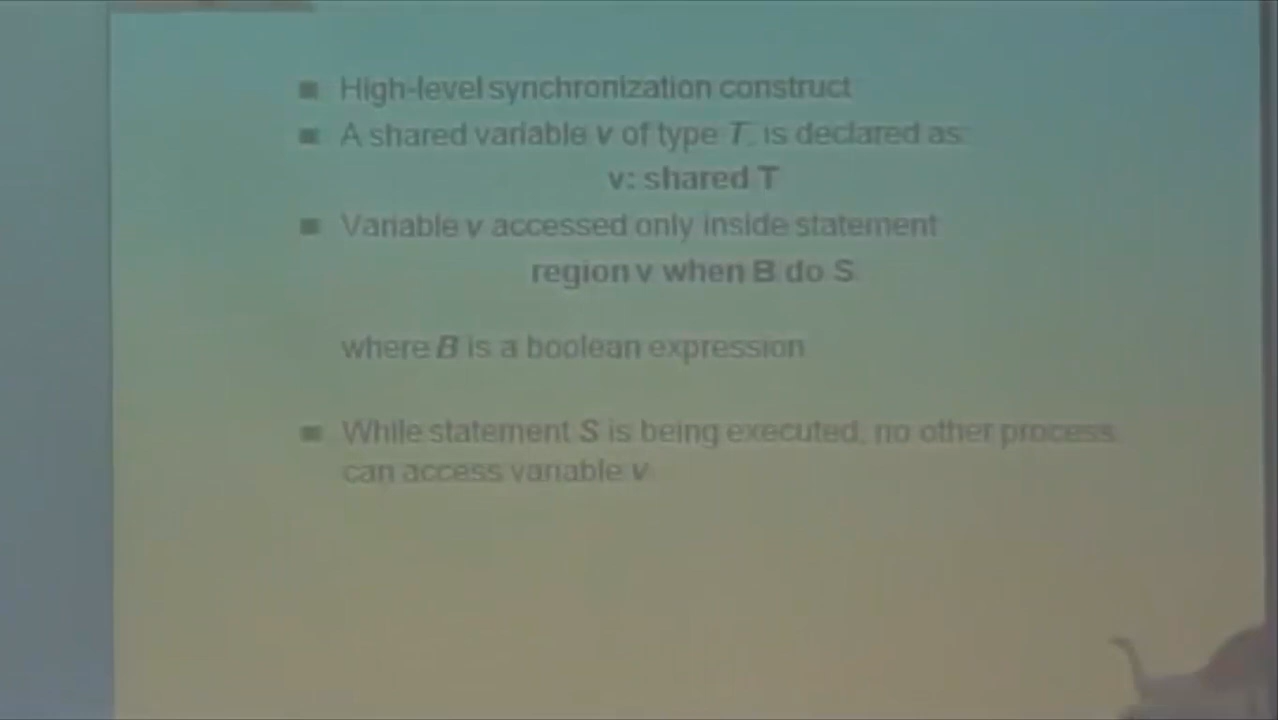 High-level synchronization construct
A shared variable v of type T, is declared as:
v: shared T
Variable v accessed only inside statement
region v when B do S
where B is a boolean expression
While statement S is being executed, no other process
can access variable v